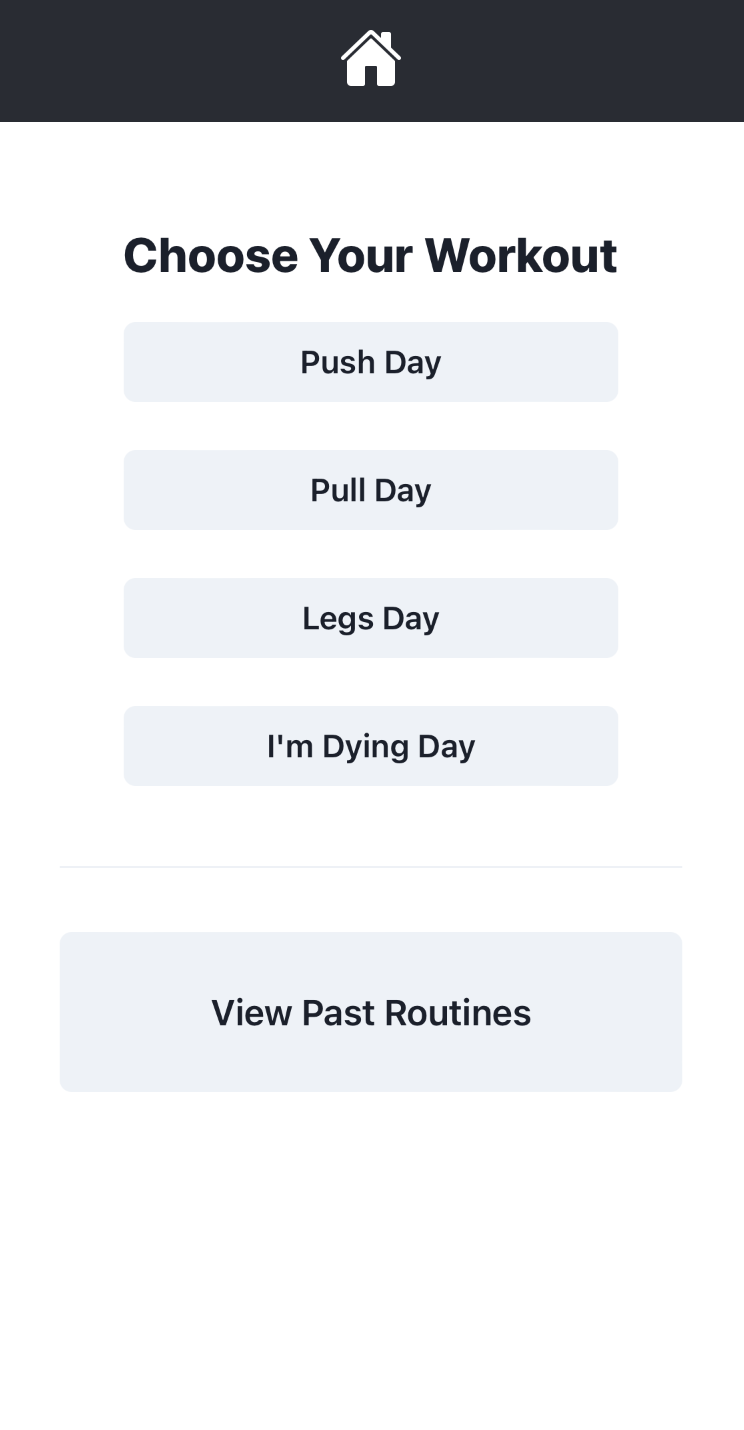 Choose Your Workout
Push Day
Pull Day
Legs Day
I'm Dying Day
View Past Routines